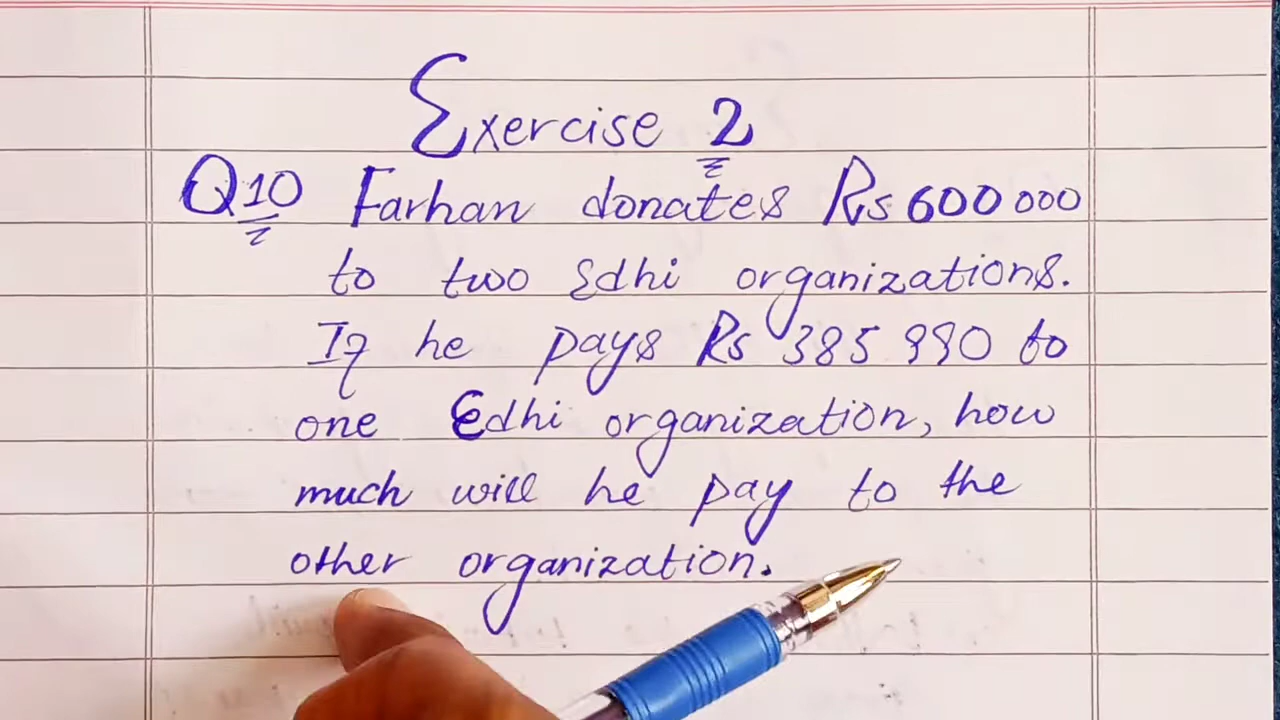 Exercise 2
Q10 Farhan donates Rs 600 000
to two Edhi organizations.
If he pays Rs 385 990 to
one Edhi organization, how
much will he pay to the
other organization.